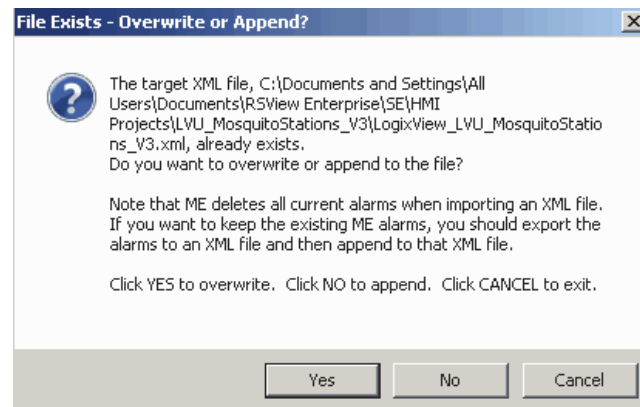 File Exists - Overwrite or Append?
The target XML file, C:\Documents and Settings\All
Users\Documents\RSView Enterprise\SE\HMI
Projects\LVU_MosquitoStations_V3\LogixView_LVU_MosquitoStatio
ns_V3.xml, already exists.
Do you want to overwrite or append to the file?
Note that ME deletes all current alarms when importing an XML file.
If you want to keep the existing ME alarms, you should export the
alarms to an XML file and then append to that XML file.
Click YES to overwrite.  Click NO to append.  Click CANCEL to exit.
Yes No Cancel